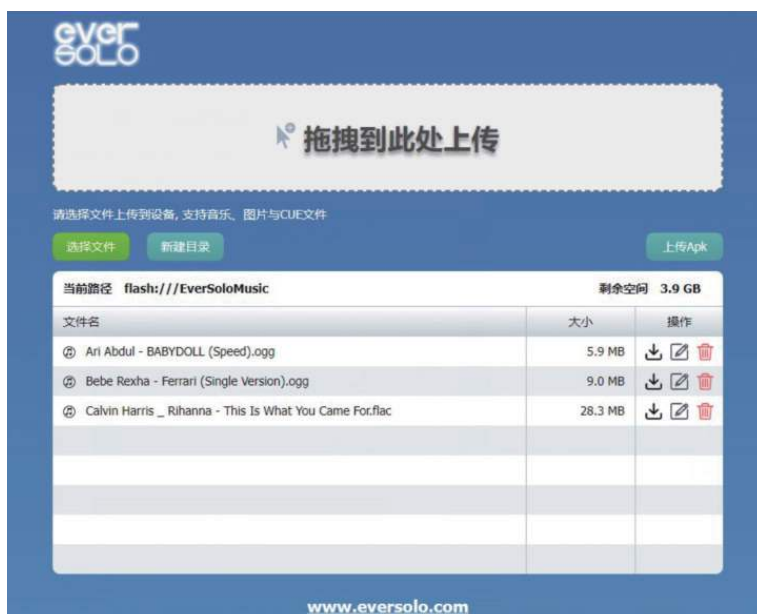 ever
SOLO
拖拽到此处上传
请选择文件上传到设备, 支持音乐、图片与CUE文件
选择文件 新建目录 上传Apk
当前路径 flash:///EverSoloMusic 剩余空间 3.9 GB
文件名 大小 操作
Ari Abdul - BABYDOLL (Speed).ogg 5.9 MB
Bebe Rexha - Ferrari (Single Version).ogg 9.0 MB
Calvin Harris _ Rihanna - This Is What You Came For.flac 28.3 MB
www.eversolo.com